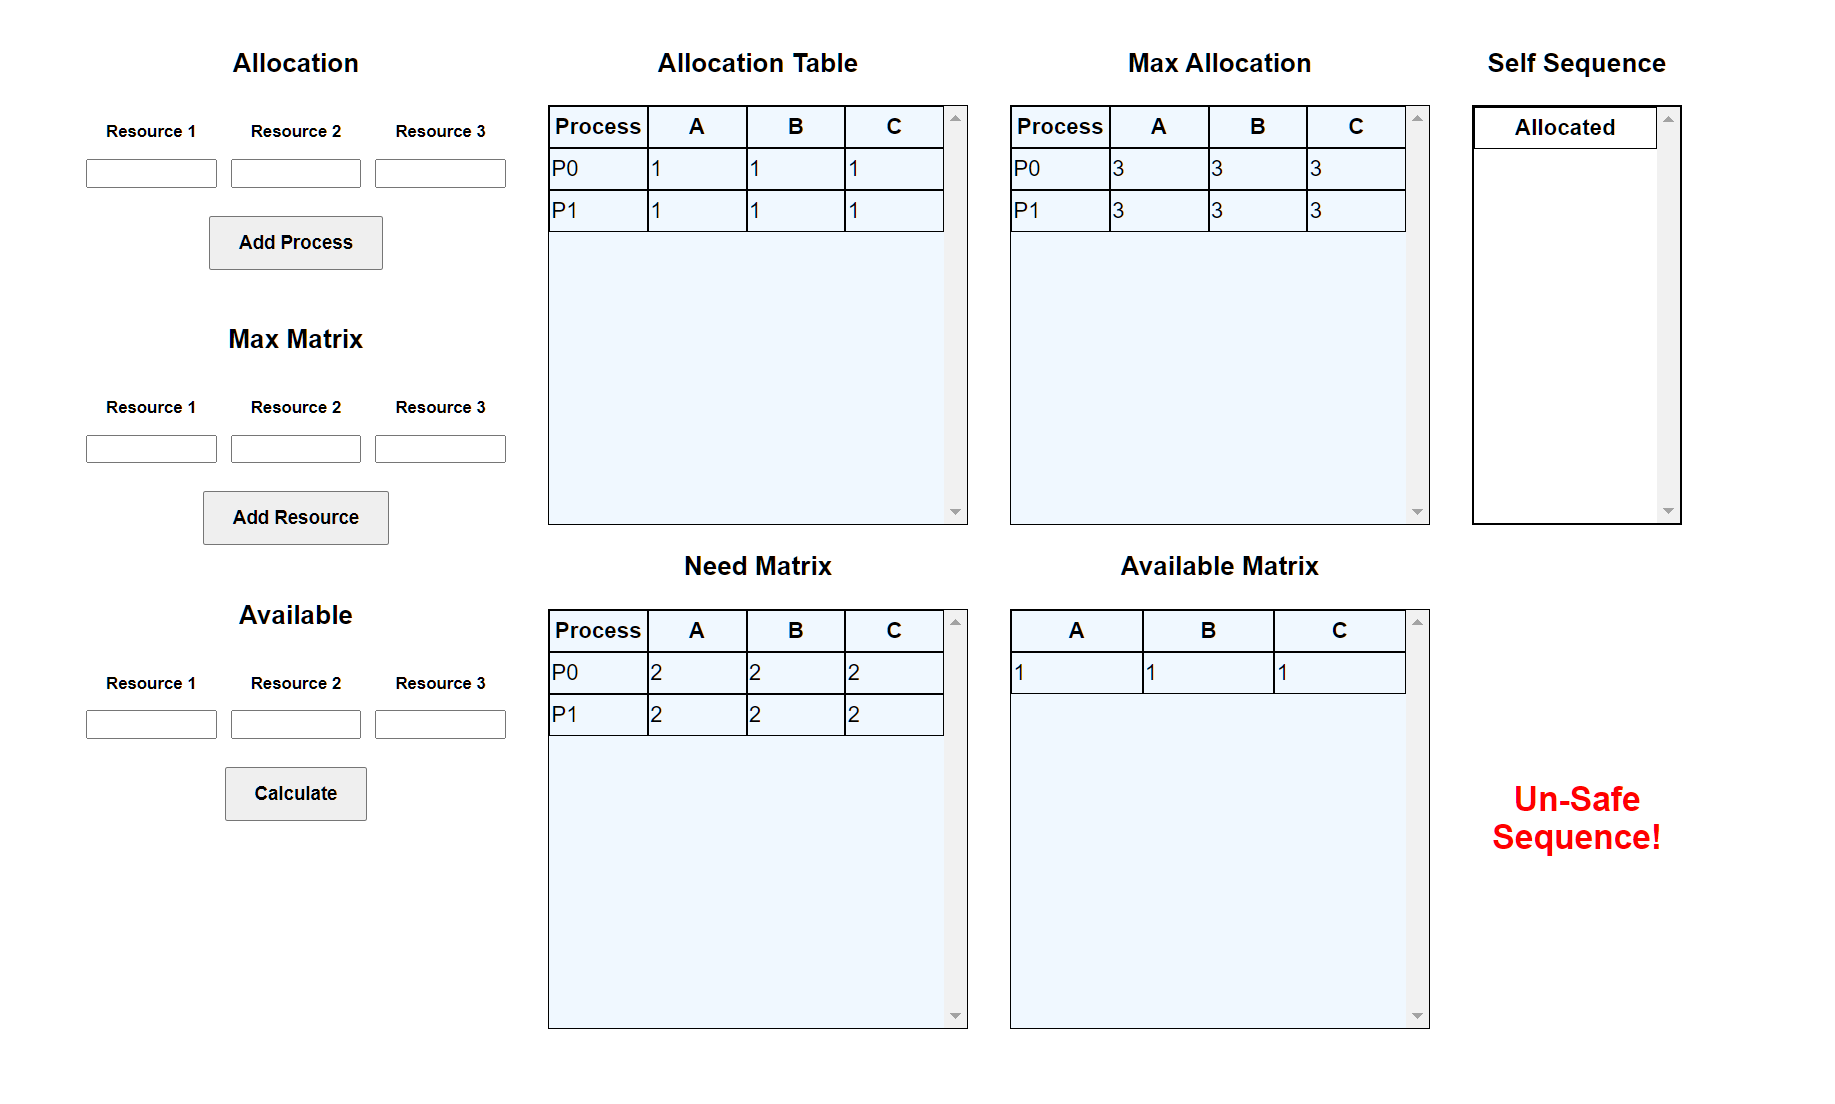 Allocation
Resource 1 Resource 2 Resource 3
Add Process
Max Matrix
Resource 1 Resource 2 Resource 3
Add Resource
Available
Resource 1 Resource 2 Resource 3
Calculate
Allocation Table
Process A B C
P0 1 1 1
P1 1 1 1
Max Allocation
Process A B C
P0 3 3 3
P1 3 3 3
Self Sequence
Allocated
Need Matrix
Process A B C
P0 2 2 2
P1 2 2 2
Available Matrix
A B C
1 1 1
Un-Safe
Sequence!